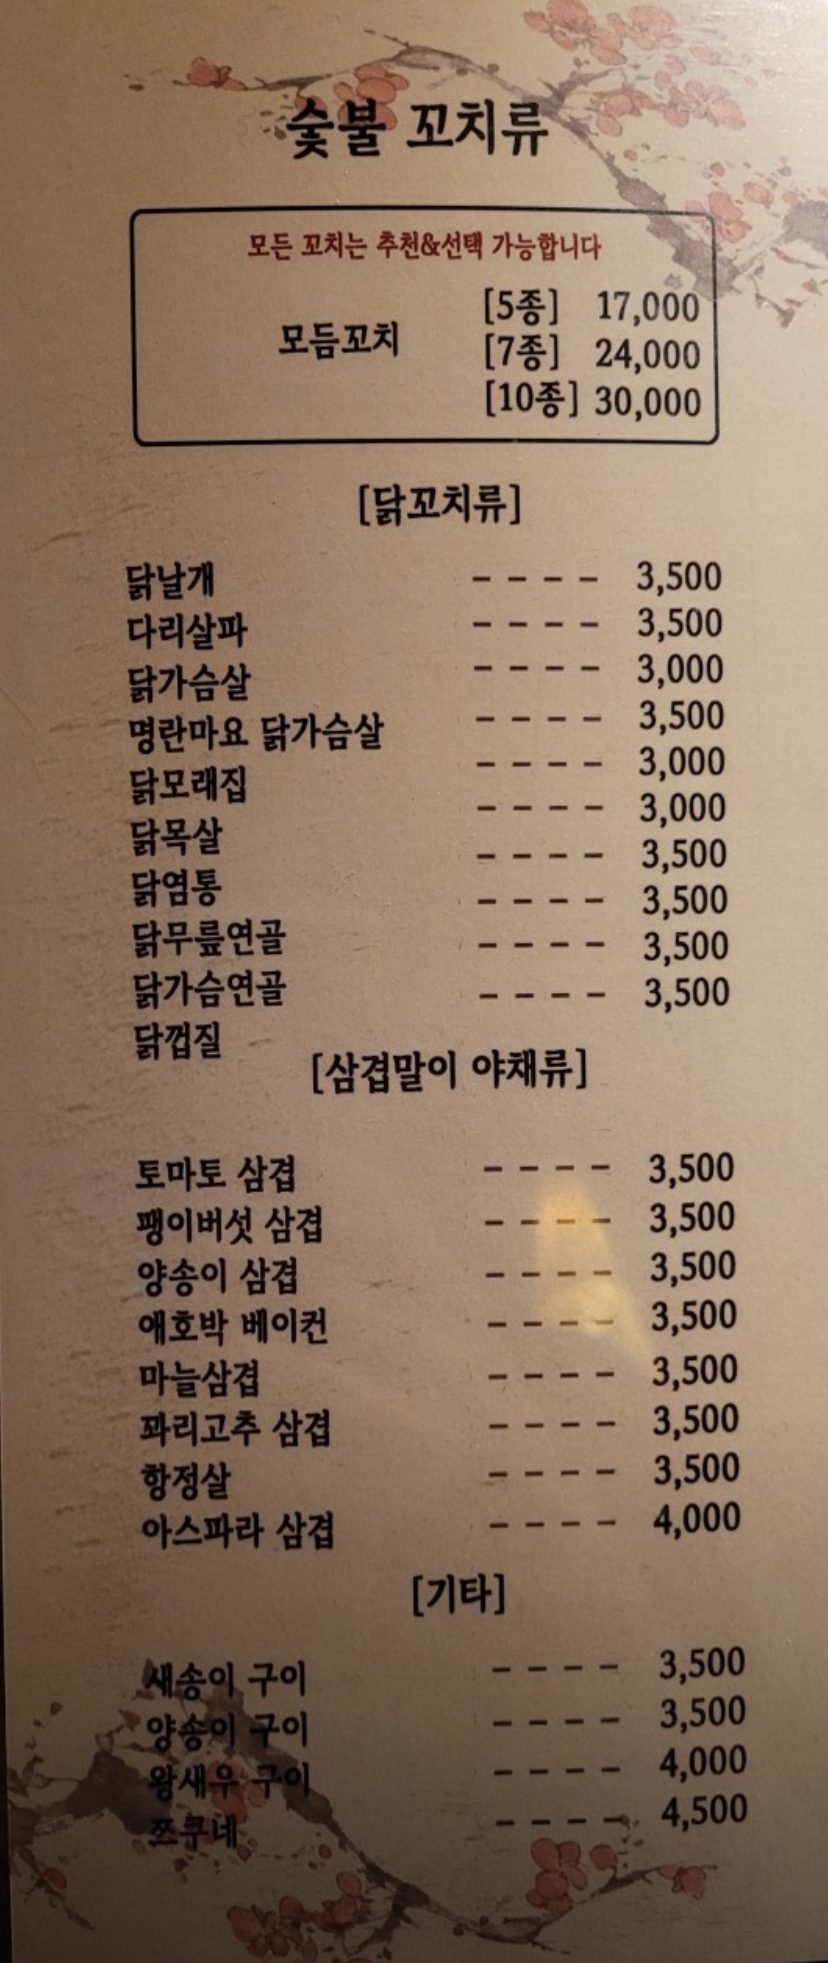 숯불 꼬치류
모든 꼬치는 추천&선택 가능합니다
모듬꼬치
[5종] 17,000
[7종] 24,000
[10종] 30,000
[닭꼬치류]
닭날개 ---- 3,500
다리살파 ---- 3,500
닭가슴살 ---- 3,000
명란마요 닭가슴살 ---- 3,500
닭모래집 ---- 3,000
닭목살 ---- 3,000
닭염통 ---- 3,500
닭무릎연골 ---- 3,500
닭가슴연골 ---- 3,500
닭껍질 ---- 3,500
[삼겹말이 야채류]
토마토 삼겹 ---- 3,500
팽이버섯 삼겹 ---- 3,500
양송이 삼겹 ---- 3,500
애호박 베이컨 ---- 3,500
마늘삼겹 ---- 3,500
꽈리고추 삼겹 ---- 3,500
항정살 ---- 3,500
아스파라 삼겹 ---- 4,000
[기타]
새송이 구이 ---- 3,500
양송이 구이 ---- 3,500
왕새우 구이 ---- 4,000
쯔쿠네 ---- 4,500